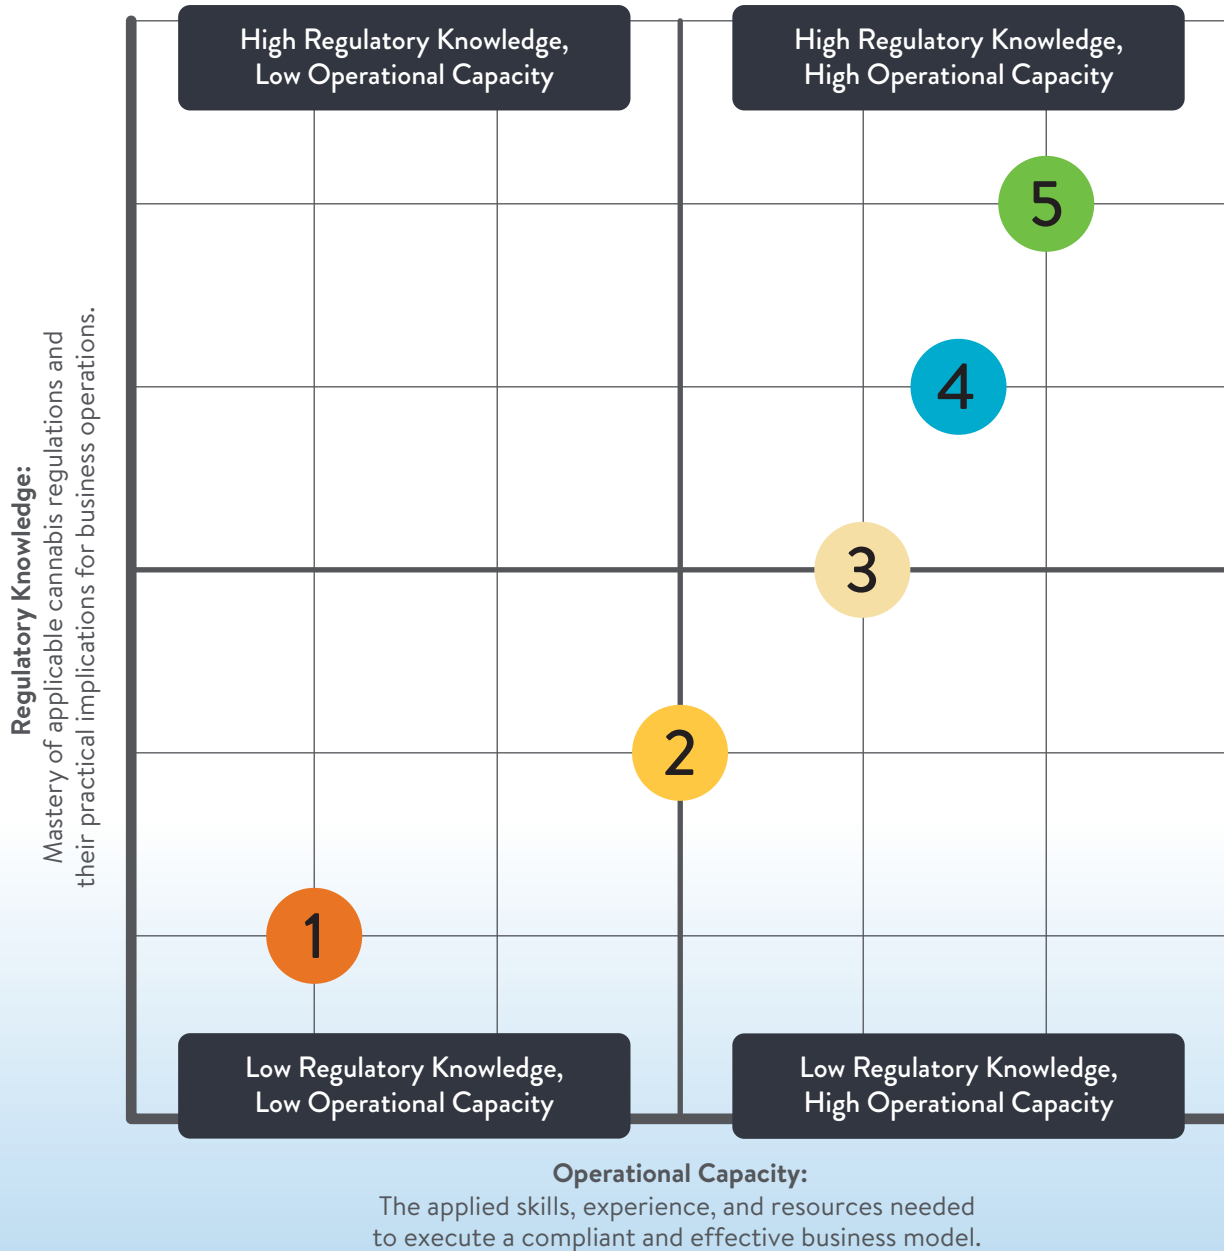 High Regulatory Knowledge,
Low Operational Capacity
High Regulatory Knowledge,
High Operational Capacity
5
4
3
2
1
Regulatory Knowledge:
Mastery of applicable cannabis regulations and
their practical implications for business operations.
Low Regulatory Knowledge,
Low Operational Capacity
Low Regulatory Knowledge,
High Operational Capacity
Operational Capacity:
The applied skills, experience, and resources needed
to execute a compliant and effective business model.